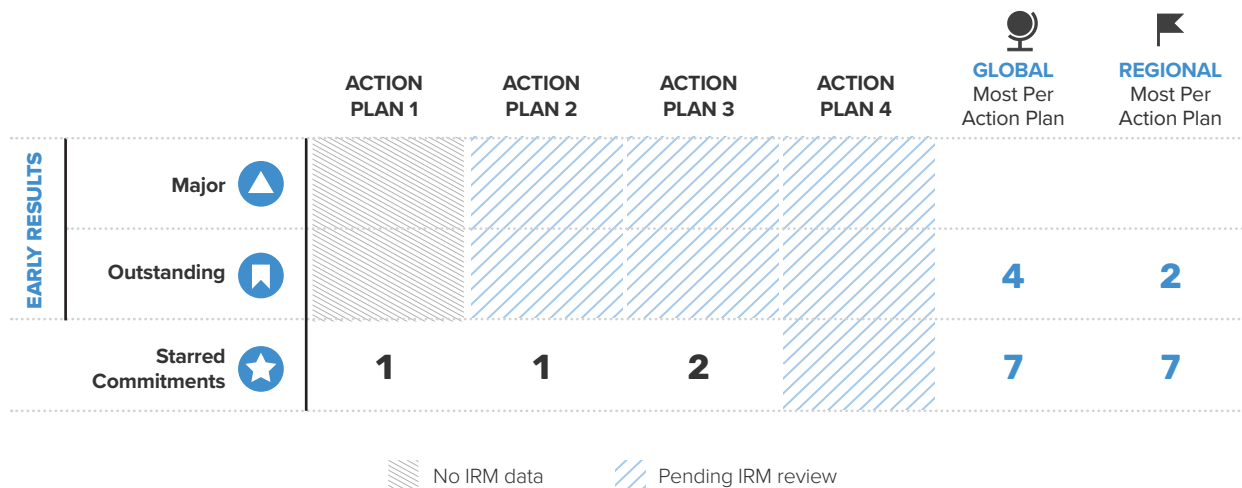 ACTION
PLAN 1
ACTION
PLAN 2
ACTION
PLAN 3
ACTION
PLAN 4
GLOBAL
Most Per
Action Plan
REGIONAL
Most Per
Action Plan
EARLY RESULTS
Major
Outstanding
4
2
Starred
Commitments
1
1
2
7
7
No IRM data
Pending IRM review